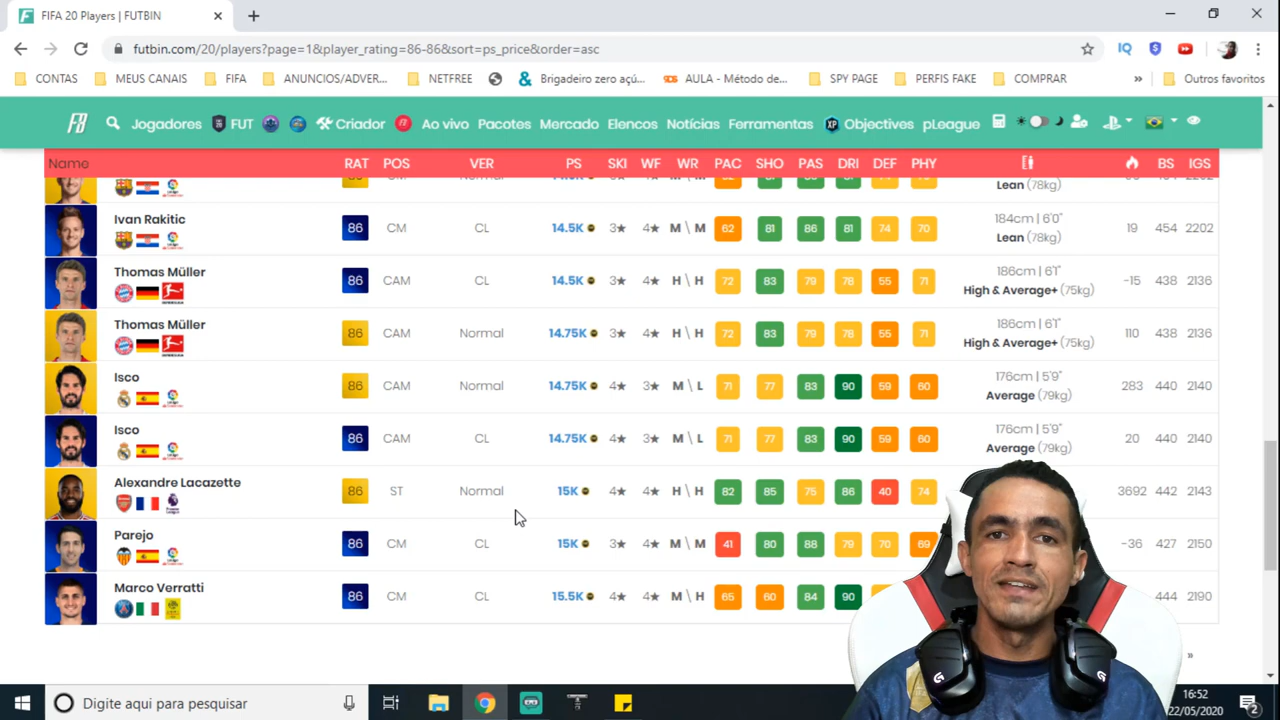 FIFA 20 Players | FUTBIN
futbin.com/20/players?page=1&player_rating=86-86&sort=ps_price&order=asc
CONTAS MEUS CANAIS FIFA ANUNCIOS/ADVER... NETFREE Brigadeiro zero açú... AULA - Método de... SPY PAGE PERFIS FAKE COMPRAR » Outros favoritos
Jogadores FUT Criador Ao vivo Pacotes Mercado Elencos Notícias Ferramentas XP Objectives pLeague
Name RAT POS VER PS SKI WF WR PAC SHO PAS DRI DEF PHY BS IGS
Lean (78kg)
Ivan Rakitic 86 CM CL 14.5K 3★ 4★ M \ M 62 81 86 81 74 70 184cm | 6'0" 19 454 2202
Lean (78kg)
Thomas Müller 86 CAM CL 14.5K 3★ 4★ H \ H 72 83 79 78 55 71 186cm | 6'1" -15 438 2136
High & Average+ (75kg)
Thomas Müller 86 CAM Normal 14.75K 3★ 4★ H \ H 72 83 79 78 55 71 186cm | 6'1" 110 438 2136
High & Average+ (75kg)
Isco 86 CAM Normal 14.75K 4★ 3★ M \ L 71 77 83 90 59 60 176cm | 5'9" 283 440 2140
Average (79kg)
Isco 86 CAM CL 14.75K 4★ 3★ M \ L 71 77 83 90 59 60 176cm | 5'9" 20 440 2140
Average (79kg)
Alexandre Lacazette 86 ST Normal 15K 4★ 4★ H \ H 82 85 75 86 40 74 3692 442 2143
Parejo 86 CM CL 15K 3★ 4★ M \ M 41 80 88 79 70 69 -36 427 2150
Marco Verratti 86 CM CL 15.5K 4★ 4★ M \ H 65 60 84 90 444 2190
»
Digite aqui para pesquisar
16:52
22/05/2020
2